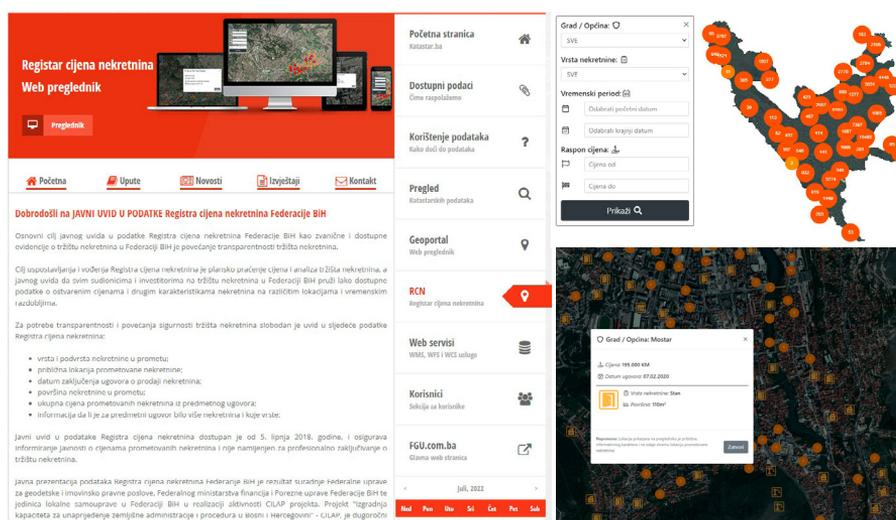 Registar cijena nekretnina
Web preglednik
Preglednik
Početna
Upute
Novosti
Izvještaji
Kontakt
Dobrodošli na JAVNI UVID U PODATKE Registra cijena nekretnina Federacije BiH
Osnovni cilj javnog uvida u podatke Registra cijena nekretnina Federacije BiH kao zvanične i dostupne
evidencije o tržištu nekretnina u Federaciji BiH je povećanje transparentnosti tržišta nekretnina.
Cilj uspostavljanja i vođenja Registra cijena nekretnina je plansko praćenje cijena i analiza tržišta nekretnina, a
javnog uvida da svim sudionicima i investitorima na tržištu nekretnina u Federaciji BiH pruži lako dostupne
podatke o ostvarenim cijenama i drugim karakteristikama nekretnina na različitim lokacijama i vremenskim
razdobljima.
Za potrebe transparentnosti i povećanja sigurnosti tržišta nekretnina slobodan je uvid u sljedeće podatke
Registra cijena nekretnina:
vrsta i podvrsta nekretnine u prometu;
približna lokacija prometovane nekretnine;
datum zaključenja ugovora o prodaji nekretnina;
površina nekretnine u prometu;
ukupna cijena prometovanih nekretnina iz predmetnog ugovora;
informacija da li je za predmetni ugovor bilo više nekretnina i koje vrste;
Javni uvid u podatke Registra cijena nekretnina dostupan je od 5. lipnja 2018. godine, i osigurava
informiranje javnosti o cijenama prometovanih nekretnina i nije namijenjen za profesionalno zaključivanje o
tržištu nekretnina.
Javna prezentacija podataka Registra cijena nekretnina Federacije BiH je rezultat suradnje Federalne uprave
za geodetske i imovinsko pravne poslove, Federalnog ministarstva financija i Porezne uprave Federacije BiH te
jedinica lokalne samouprave u Federaciji BiH u realizaciji aktivnosti CILAP projekta. Projekt "Izgradnja
kapaciteta za unaprijeđenje zemljišne administracije i procedura u Bosni i Hercegovini" - CILAP, je dugoročni
Početna stranica
Katastar.ba
Dostupni podaci
Čime raspolažemo
Korištenje podataka
Kako doći do podataka
Pregled
Katastarskih podataka
Geoportal
Web preglednik
RCN
Registar cijena nekretnina
Web servisi
WMS, WFS i WCS usluge
Korisnici
Sekcija za korisnike
FGU.com.ba
Glavna web stranica
< Juli, 2022 >
Ned Pon Uto Sri Čet Pet Sub
Grad / Općina:
SVE
Vrsta nekretnine:
SVE
Vremenski period:
Odabrati početni datum
Odabrati krajnji datum
Raspon cijena:
Cijena od
Cijena do
Prikaži
Grad / Općina: Mostar
Cijena: 195.000 KM
Datum ugovora: 07.02.2020
Vrsta nekretnine: Stan
Površina: 110m²
Zatvori